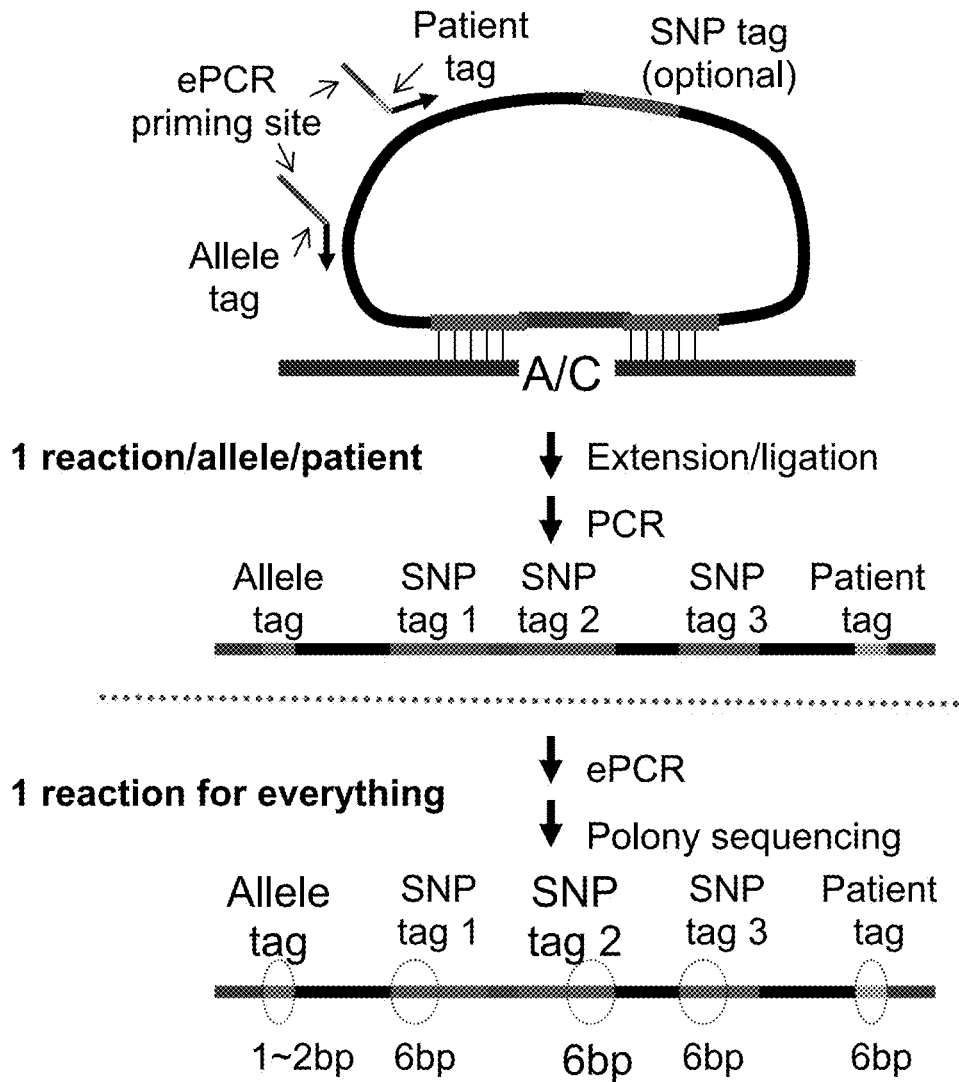 Patient
tag
SNP tag
(optional)
ePCR
priming site
Allele
tag
A/C
1 reaction/allele/patient
Extension/ligation
PCR
Allele
tag
SNP
tag 1
SNP
tag 2
SNP
tag 3
Patient
tag
1 reaction for everything
ePCR
Polony sequencing
Allele
tag
SNP
tag 1
SNP
tag 2
SNP
tag 3
Patient
tag
1~2bp
6bp
6bp
6bp
6bp